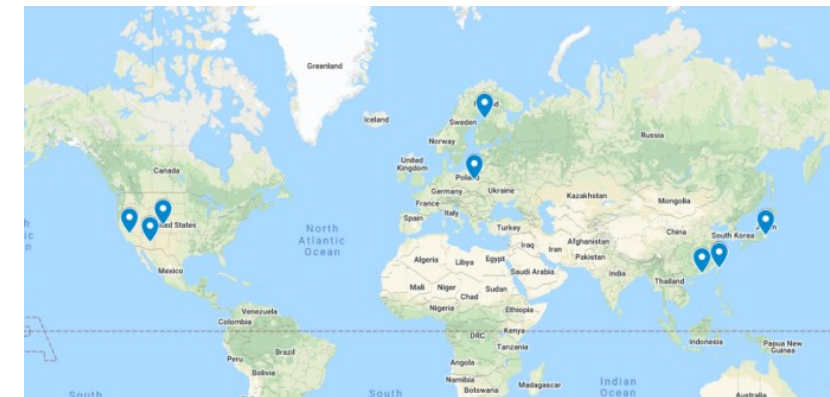 Greenland
Iceland
Sweden
Norway
Russia
Canada
United
Kingdom
Germany
Ukraine
France
Kazakhstan
Mongolia
Spain
Italy
Turkey
China
South Korea
North
Atlantic
Ocean
Iraq
Iran
Afghanistan
Pakistan
Algeria
Libya
Egypt
Saudi Arabia
India
Thailand
Mexico
Mali
Niger
Chad
Sudan
Nigeria
Ethiopia
Venezuela
Colombia
DRC
Kenya
Tanzania
Indonesia
Papua New
Guinea
Peru
Brazil
Bolivia
Angola
Namibia
Botswana
Madagascar
Indian
Ocean
South
South
Australia